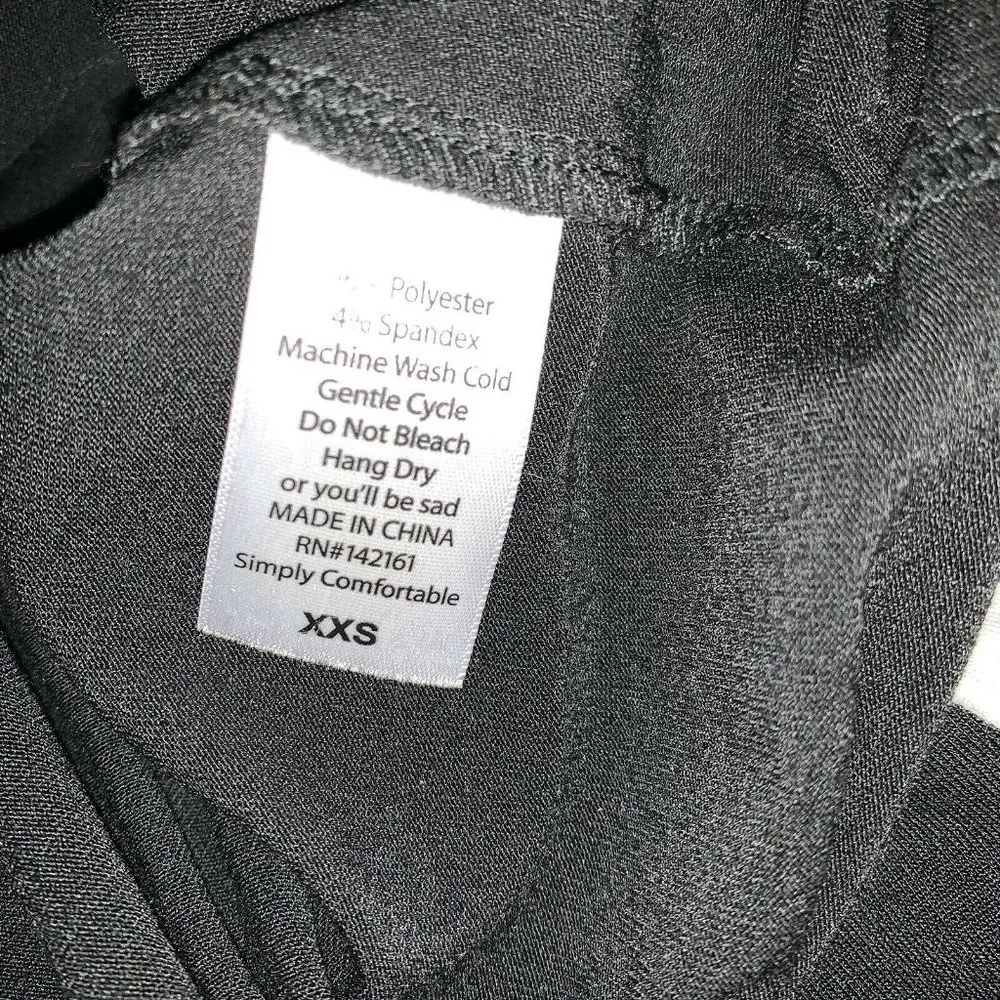 Polyester
4% Spandex
Machine Wash Cold
Gentle Cycle
Do Not Bleach
Hang Dry
or you'll be sad
MADE IN CHINA
RN#142161
Simply Comfortable
XXS